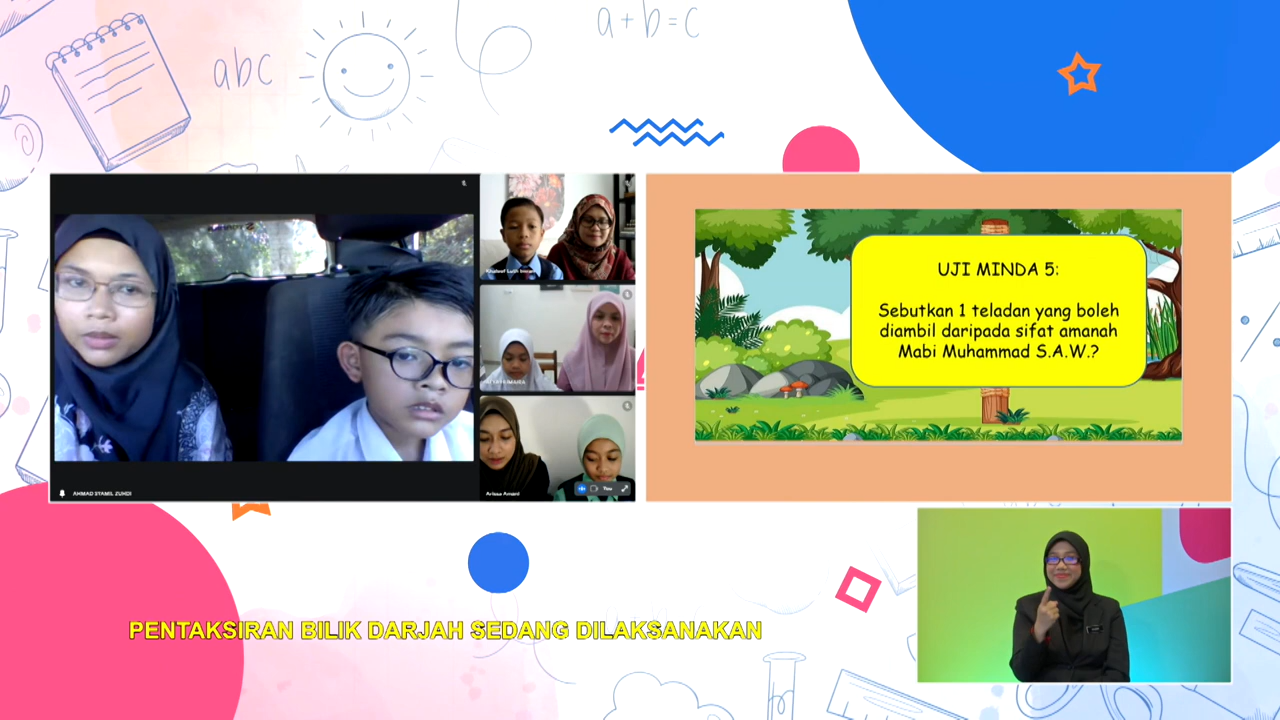 a+b=c
abc
UJI MINDA 5:
Sebutkan 1 teladan yang boleh
diambil daripada sifat amanah
Mabi Muhammad S.A.W.?
AHMAD SYAMIL ZUHDI
You
PENTAKSIRAN BILIK DARJAH SEDANG DILAKSANAKAN